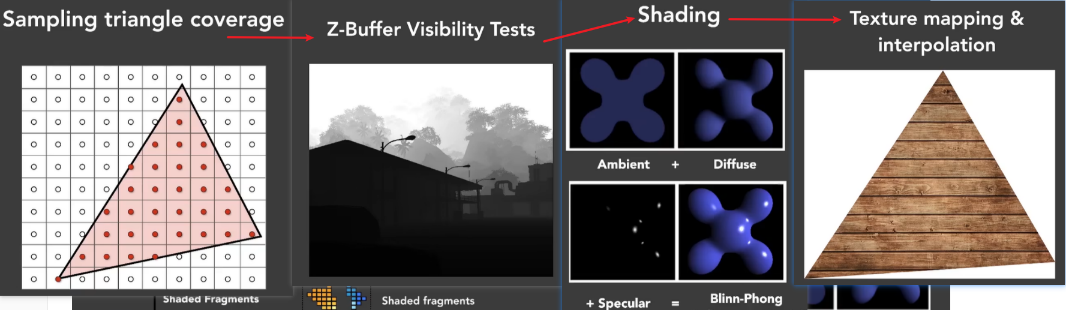 Sampling triangle coverage
Z-Buffer Visibility Tests
Shading
Texture mapping &
interpolation
Ambient + Diffuse
+ Specular = Blinn-Phong
Shaded Fragments
Shaded fragments